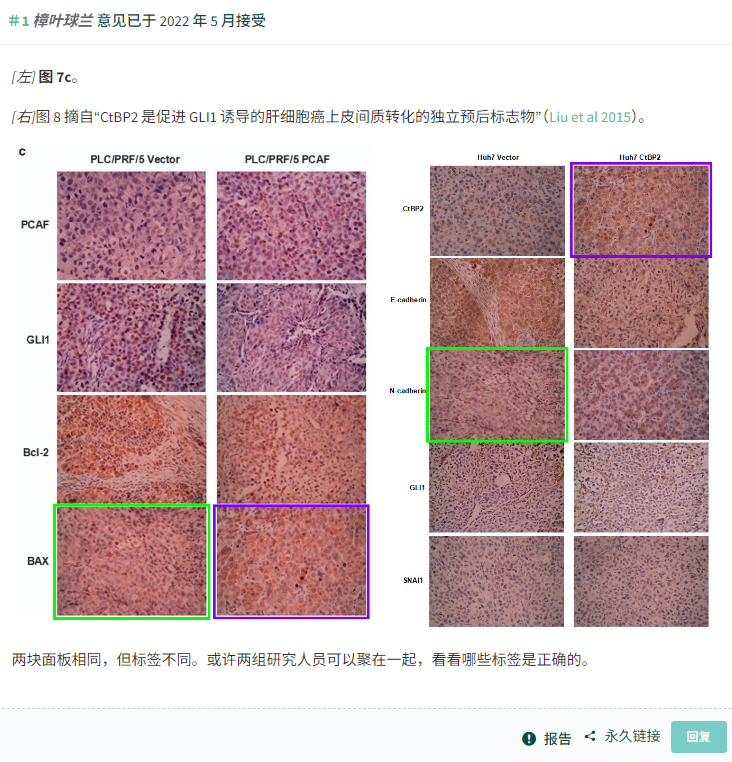 #1 樟叶球兰 意见已于 2022 年 5 月接受
[左] 图 7c。
[右]图 8 摘自“CtBP2 是促进 GLI1 诱导的肝细胞癌上皮间质转化的独立预后标志物”（Liu et al 2015）。
c
PLC/PRF/5 Vector PLC/PRF/5 PCAF
PCAF
GLI1
Bcl-2
BAX
Huh7 Vector Huh7 CtBP2
CtBP2
E-cadherin
N-cadherin
GLI1
SNAI1
两块面板相同，但标签不同。或许两组研究人员可以聚在一起，看看哪些标签是正确的。
报告 永久链接 回复